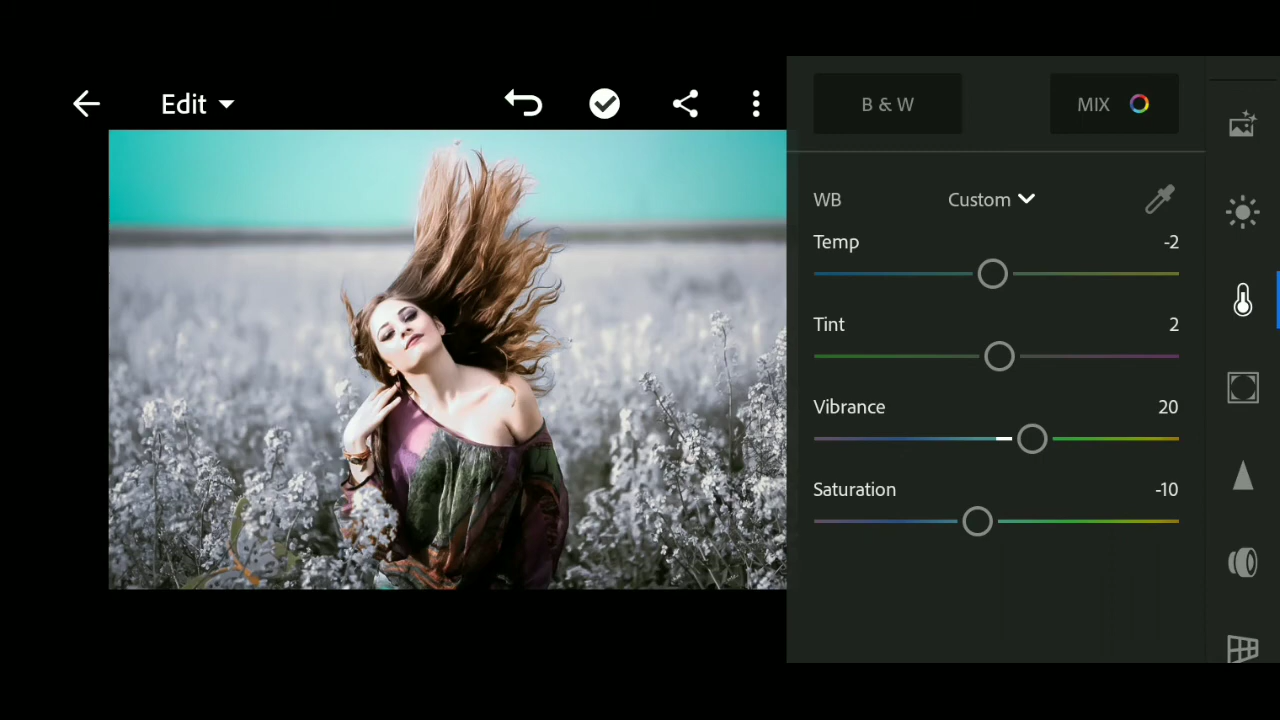 Edit
B & W
MIX
WB Custom
Temp -2
Tint 2
Vibrance 20
Saturation -10